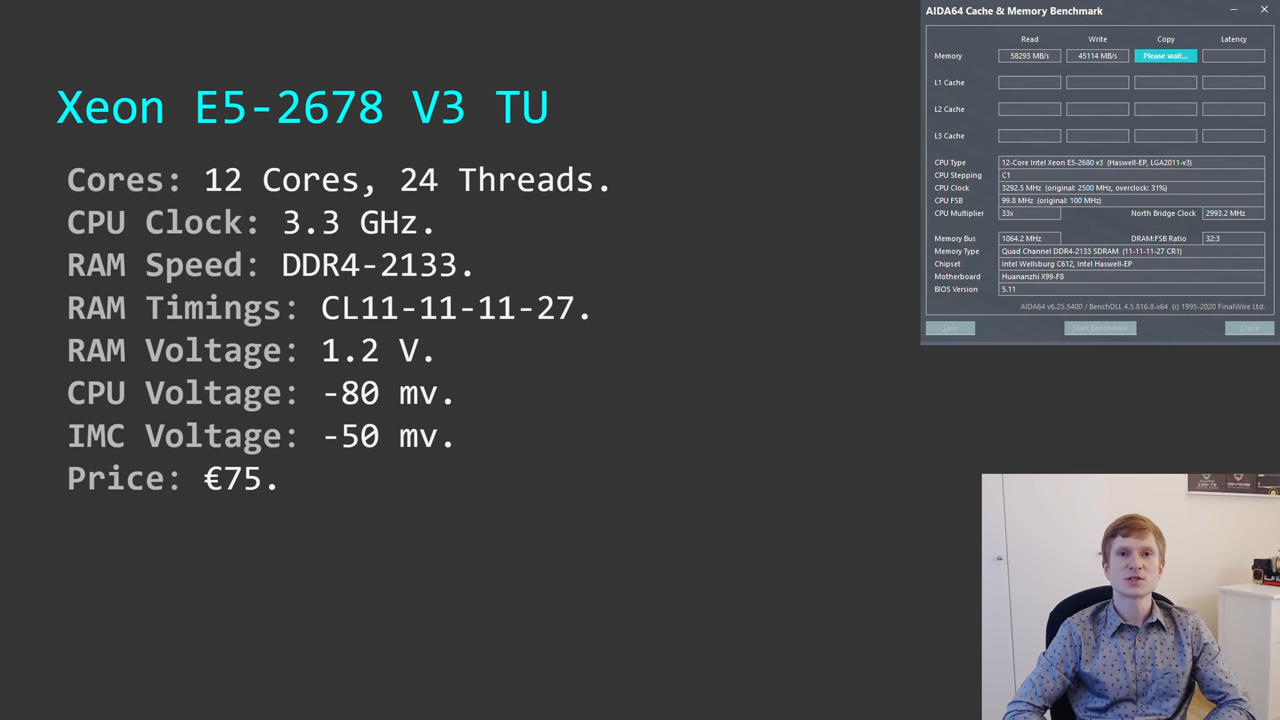 Xeon E5-2678 V3 TU
Cores: 12 Cores, 24 Threads.
CPU Clock: 3.3 GHz.
RAM Speed: DDR4-2133.
RAM Timings: CL11-11-11-27.
RAM Voltage: 1.2 V.
CPU Voltage: -80 mv.
IMC Voltage: -50 mv.
Price: €75.
AIDA64 Cache & Memory Benchmark
Read Write Copy Latency
Memory 58293 MB/s 45114 MB/s Please wait...
L1 Cache
L2 Cache
L3 Cache
CPU Type 12-Core Intel Xeon E5-2680 v3 (Haswell-EP, LGA2011-v3)
CPU Stepping C1
CPU Clock 3292.5 MHz (original: 2500 MHz, overclock: 31%)
CPU FSB 99.8 MHz (original: 100 MHz)
CPU Multiplier 33x North Bridge Clock 2993.2 MHz
Memory Bus 1064.2 MHz DRAM:FSB Ratio 32:3
Memory Type Quad Channel DDR4-2133 SDRAM (11-11-11-27 CR1)
Chipset Intel Wellsburg C612, Intel Haswell-EP
Motherboard Huananzhi X99-F8
BIOS Version 5.11
AIDA64 v6.25.5400 / BenchDLL 4.5.816.8-x64 (c) 1995-2020 FinalWire Ltd.
Save Start Benchmark Close